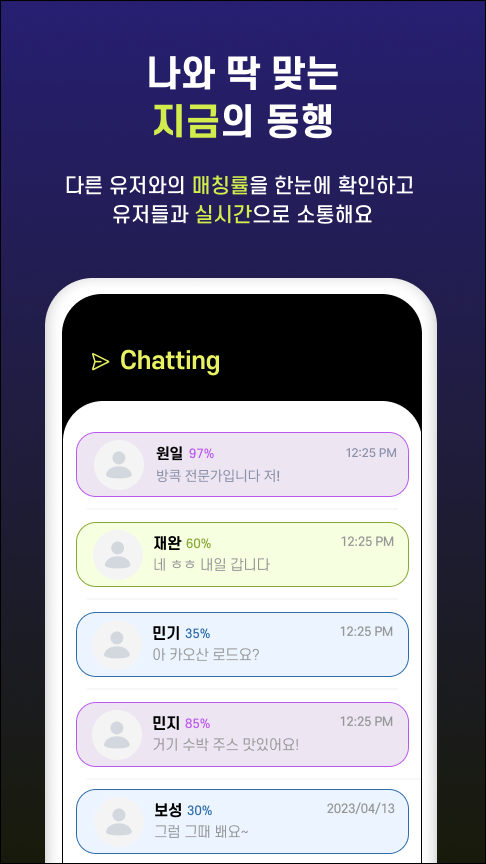 나와 딱 맞는
지금의 동행
다른 유저와의 매칭률을 한눈에 확인하고
유저들과 실시간으로 소통해요
Chatting
원일 97% 12:25 PM
방콕 전문가입니다 저!
재완 60% 12:25 PM
네 ㅎㅎ 내일 갑니다
민기 35% 12:25 PM
아 카오산 로드요?
민지 85% 12:25 PM
거기 수박 주스 맛있어요!
보성 30% 2023/04/13
그럼 그때 봬요~